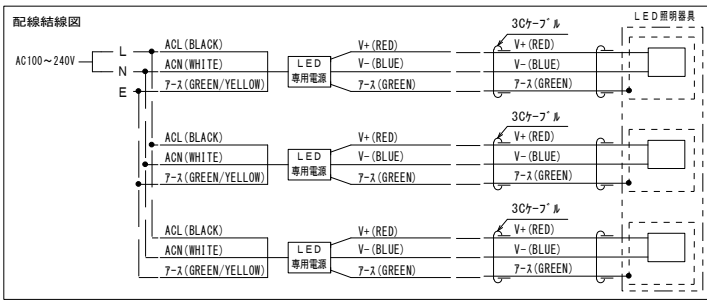 配線結線図
LED照明器具
3Cｹｰﾌﾞﾙ
AC100～240V
L
N
E
ACL(BLACK)
ACN(WHITE)
ｱｰｽ(GREEN/YELLOW)
LED
専用電源
V+(RED)
V-(BLUE)
ｱｰｽ(GREEN)
V+(RED)
V-(BLUE)
ｱｰｽ(GREEN)
3Cｹｰﾌﾞﾙ
ACL(BLACK)
ACN(WHITE)
ｱｰｽ(GREEN/YELLOW)
LED
専用電源
V+(RED)
V-(BLUE)
ｱｰｽ(GREEN)
V+(RED)
V-(BLUE)
ｱｰｽ(GREEN)
3Cｹｰﾌﾞﾙ
ACL(BLACK)
ACN(WHITE)
ｱｰｽ(GREEN/YELLOW)
LED
専用電源
V+(RED)
V-(BLUE)
ｱｰｽ(GREEN)
V+(RED)
V-(BLUE)
ｱｰｽ(GREEN)